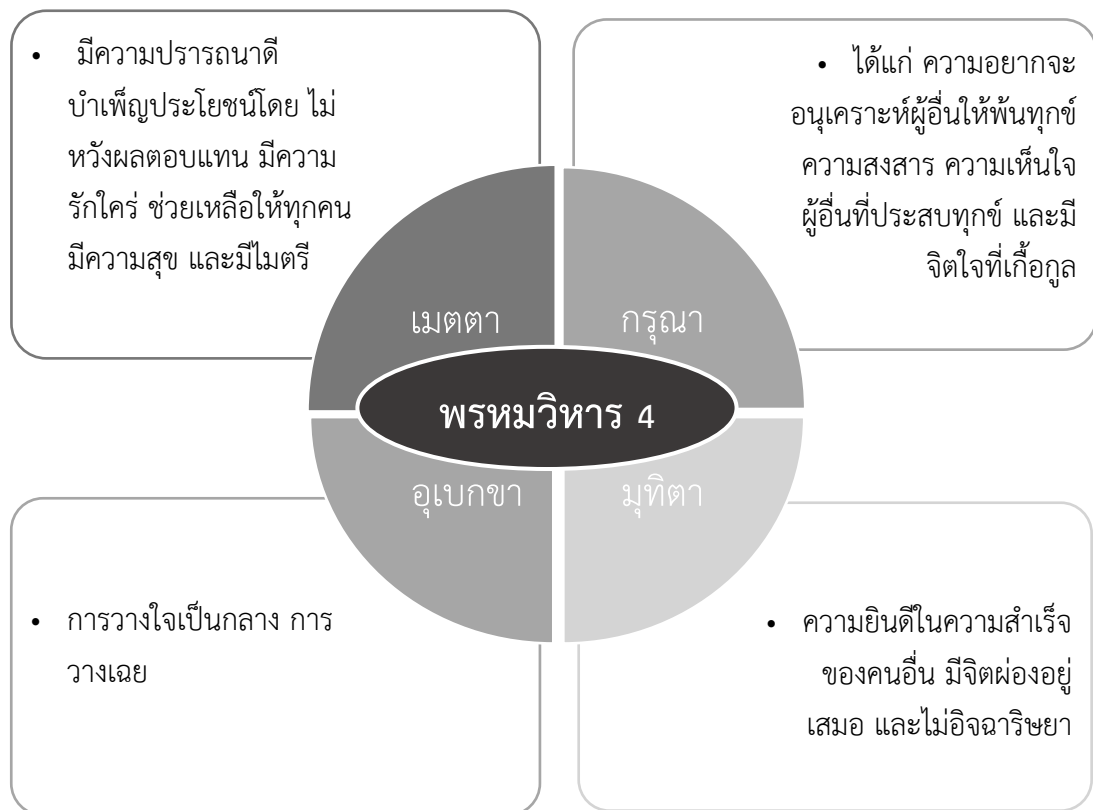 • มีความปรารถนาดี
บำเพ็ญประโยชน์โดย ไม่
หวังผลตอบแทน มีความ
รักใคร่ ช่วยเหลือให้ทุกคน
มีความสุข และมีไมตรี
• ได้แก่ ความอยากจะ
อนุเคราะห์ผู้อื่นให้พ้นทุกข์
ความสงสาร ความเห็นใจ
ผู้อื่นที่ประสบทุกข์ และมี
จิตใจที่เกื้อกูล
เมตตา
กรุณา
พรหมวิหาร 4
อุเบกขา
มุทิตา
• การวางใจเป็นกลาง การ
วางเฉย
• ความยินดีในความสำเร็จ
ของคนอื่น มีจิตผ่องอยู่
เสมอ และไม่อิจฉาริษยา